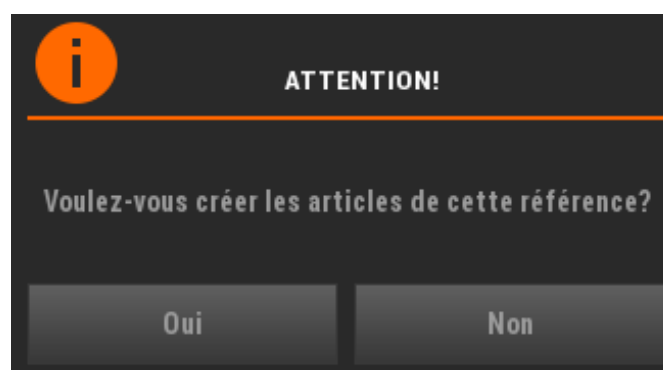 i
ATTENTION!
Voulez-vous créer les articles de cette référence?
Oui
Non